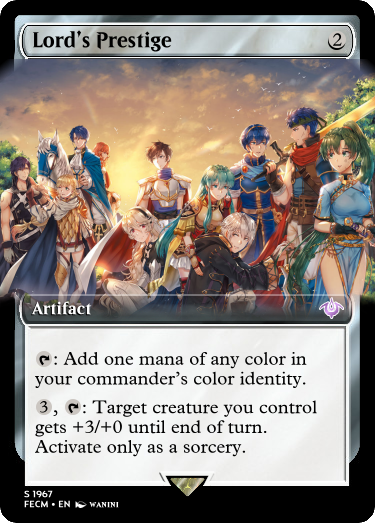 Lord's Prestige 2
Artifact
: Add one mana of any color in
your commander's color identity.
3, : Target creature you control
gets +3/+0 until end of turn.
Activate only as a sorcery.
S 1967
FECM • EN WANINI